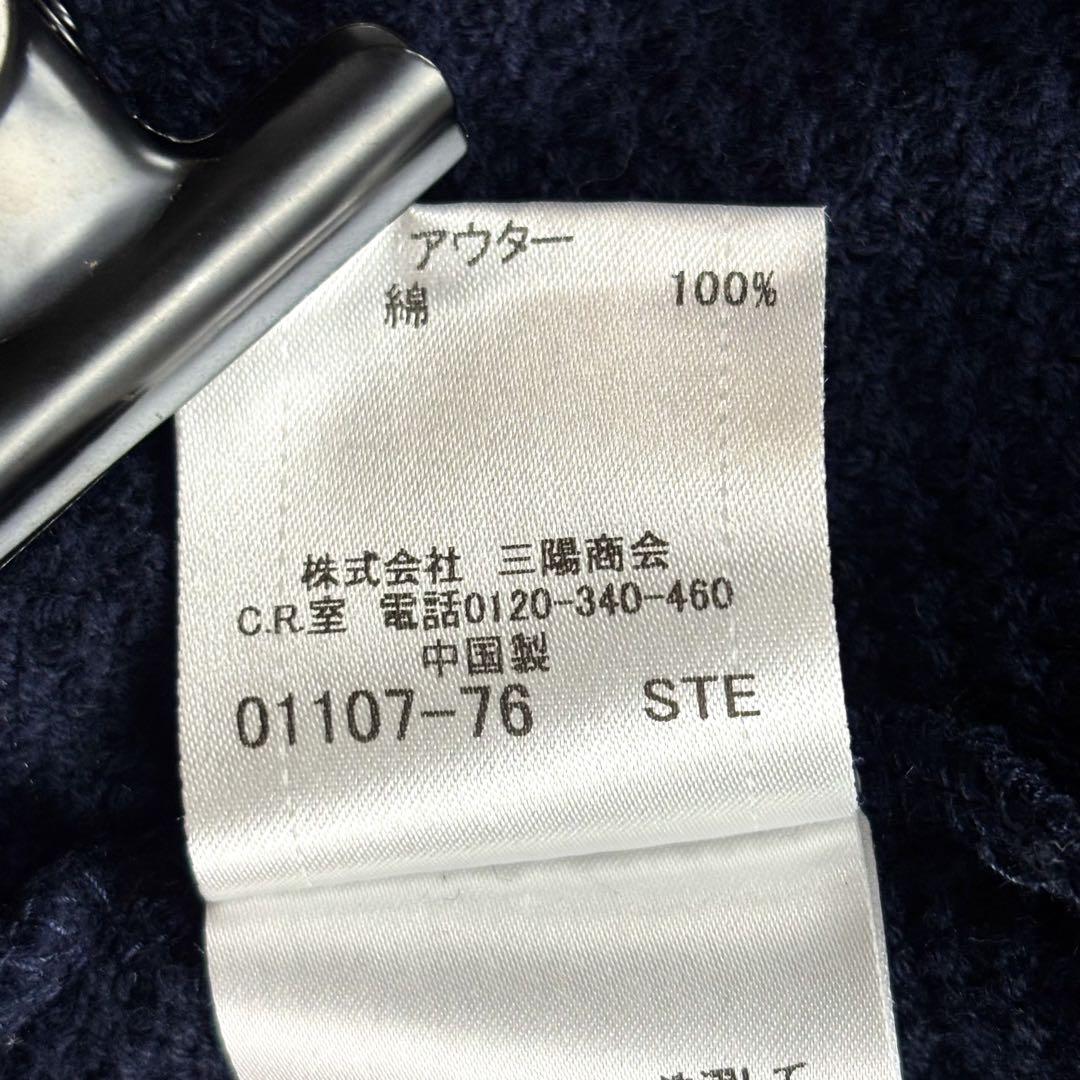 アウター
綿 100%
株式会社 三陽商会
C.R.室 電話0120-340-460
中国製
01107-76 STE